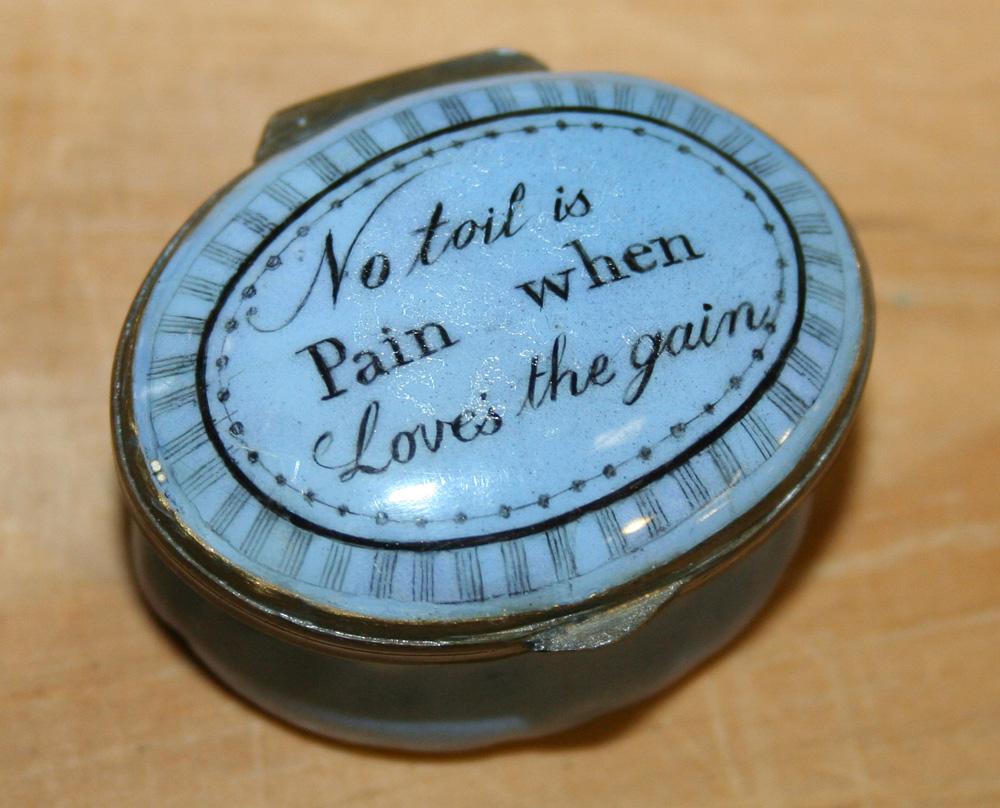 No toil is
Pain when
Love's the gain,